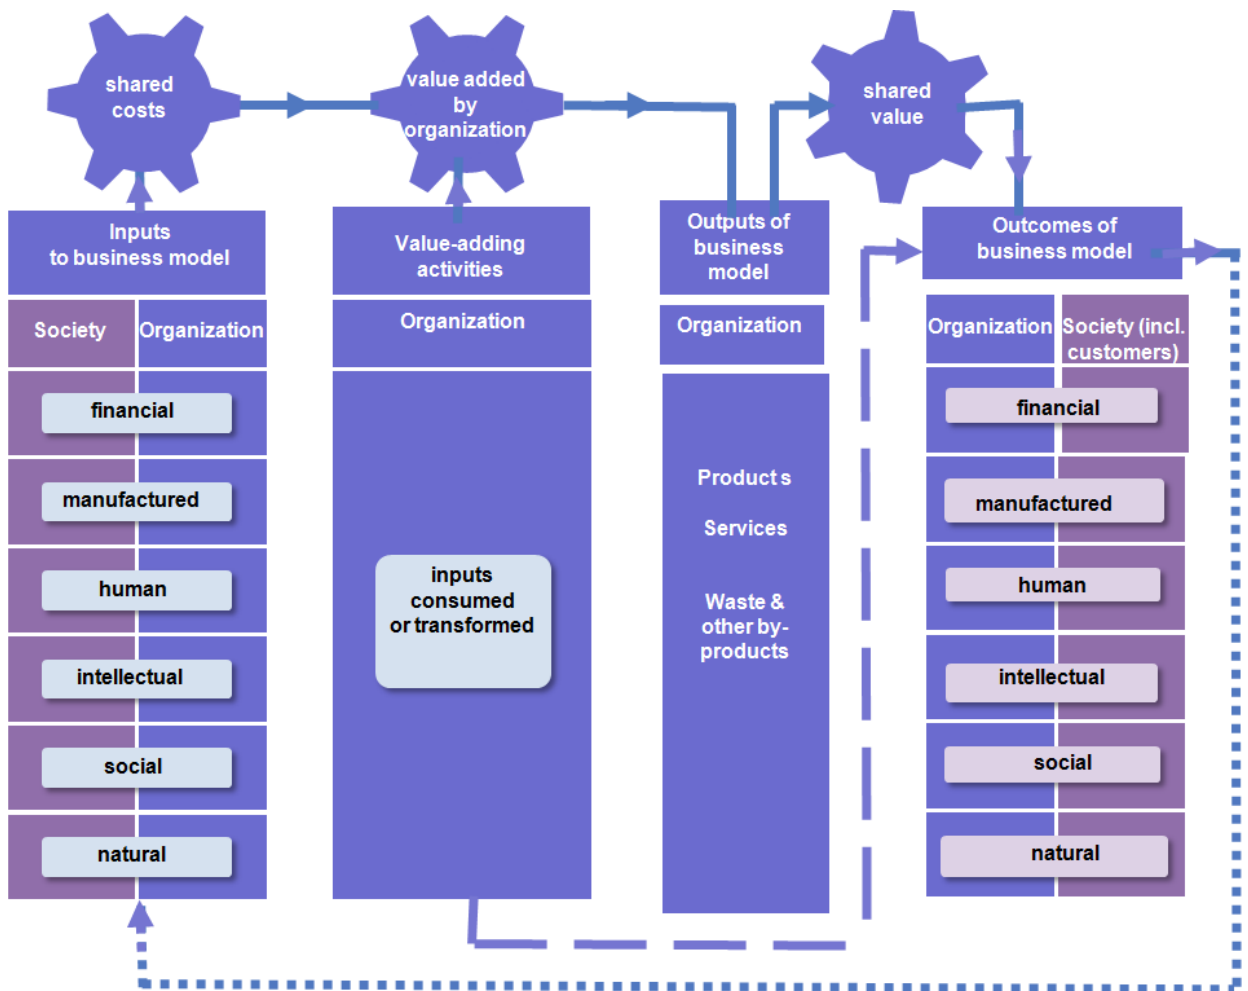 shared
costs
value added
by
organization
shared
value
Inputs
to business model
Value-adding
activities
Outputs of
business
model
Outcomes of
business model
Society
Organization
Organization
Organization
Organization
Society (incl.
customers)
financial
manufactured
human
intellectual
social
natural
inputs
consumed
or transformed
Products
Services
Waste &
other by-
products
financial
manufactured
human
intellectual
social
natural